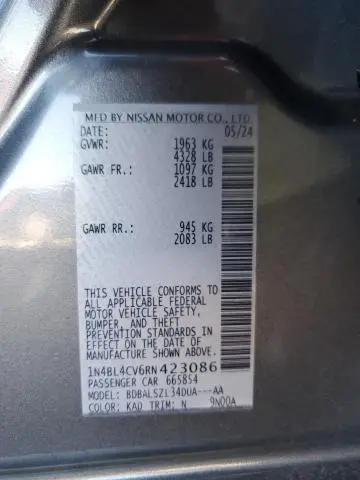 MFD BY NISSAN MOTOR CO., LTD.
DATE: 05/24
GVWR: 1963 KG
4328 LB
GAWR FR.: 1097 KG
2418 LB
GAWR RR.: 945 KG
2083 LB
THIS VEHICLE CONFORMS TO
ALL APPLICABLE FEDERAL
MOTOR VEHICLE SAFETY,
BUMPER, AND THEFT
PREVENTION STANDARDS IN
EFFECT ON THE DATE OF
MANUFACTURE SHOWN ABOVE.
1N4BL4CV6RN423086
PASSENGER CAR 665854
MODEL: BDBALSZL34DUA---AA
COLOR: KAD TRIM: N 9N00A